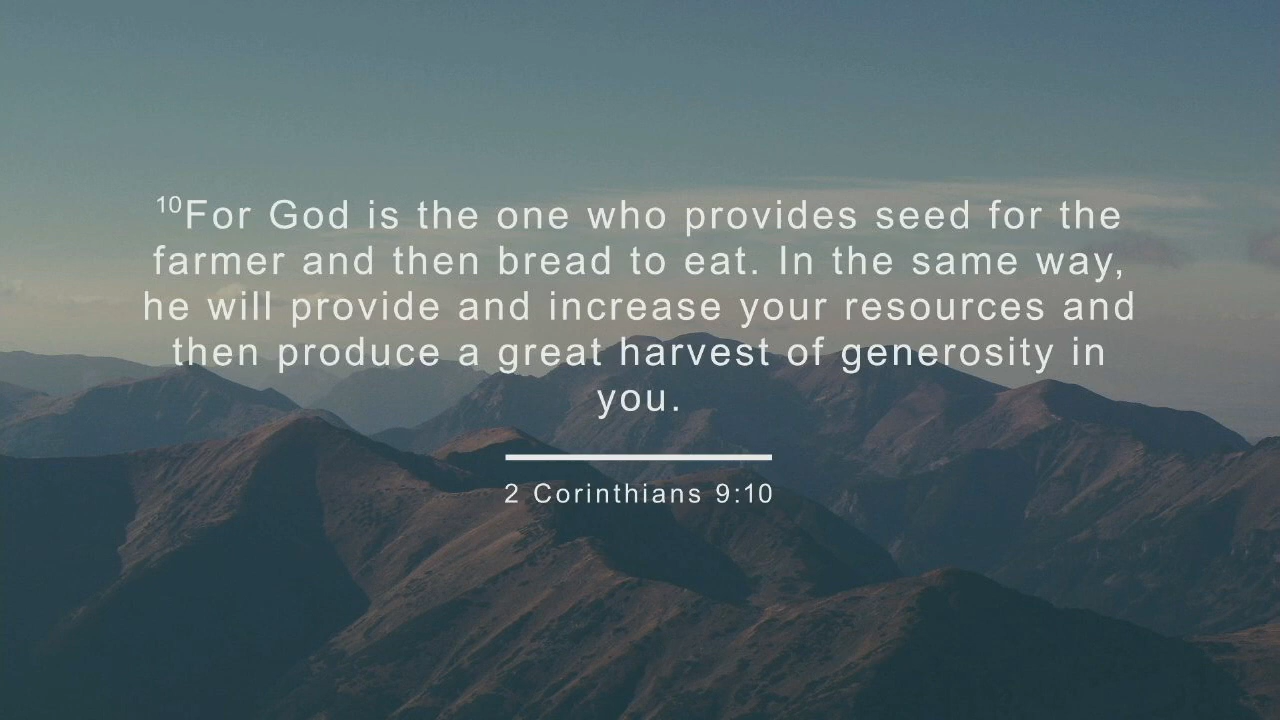 ¹⁰For God is the one who provides seed for the
farmer and then bread to eat. In the same way,
he will provide and increase your resources and
then produce a great harvest of generosity in
you.
2 Corinthians 9:10